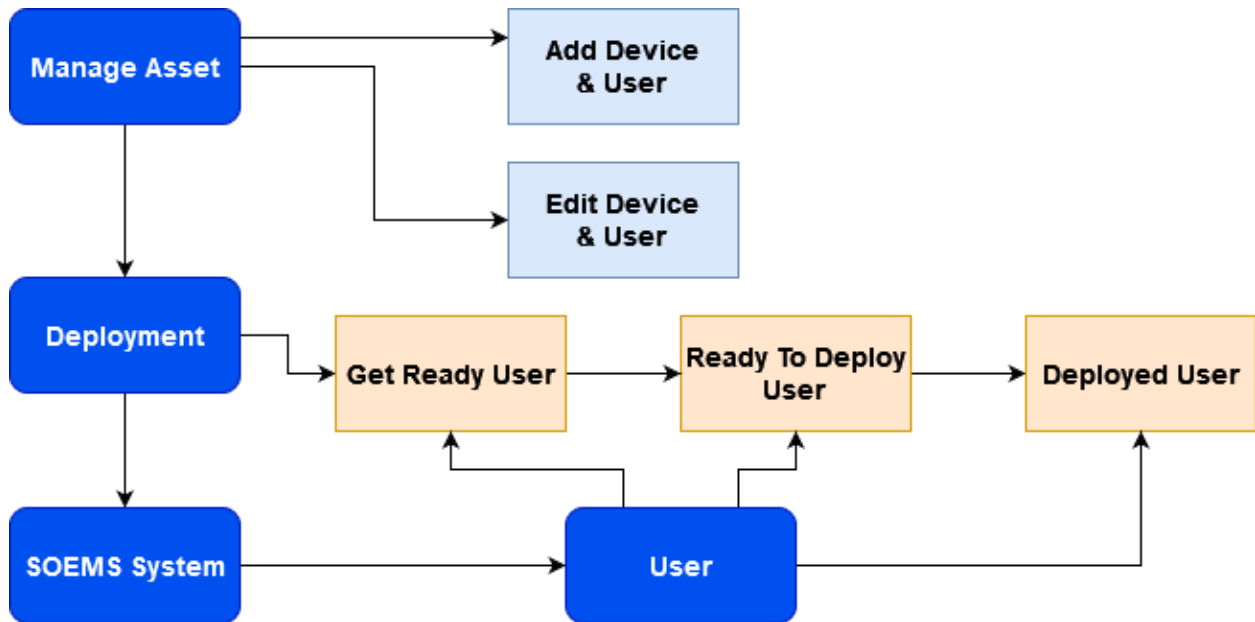 Manage Asset
Add Device
& User
Edit Device
& User
Deployment
Get Ready User
Ready To Deploy
User
Deployed User
SOEMS System
User